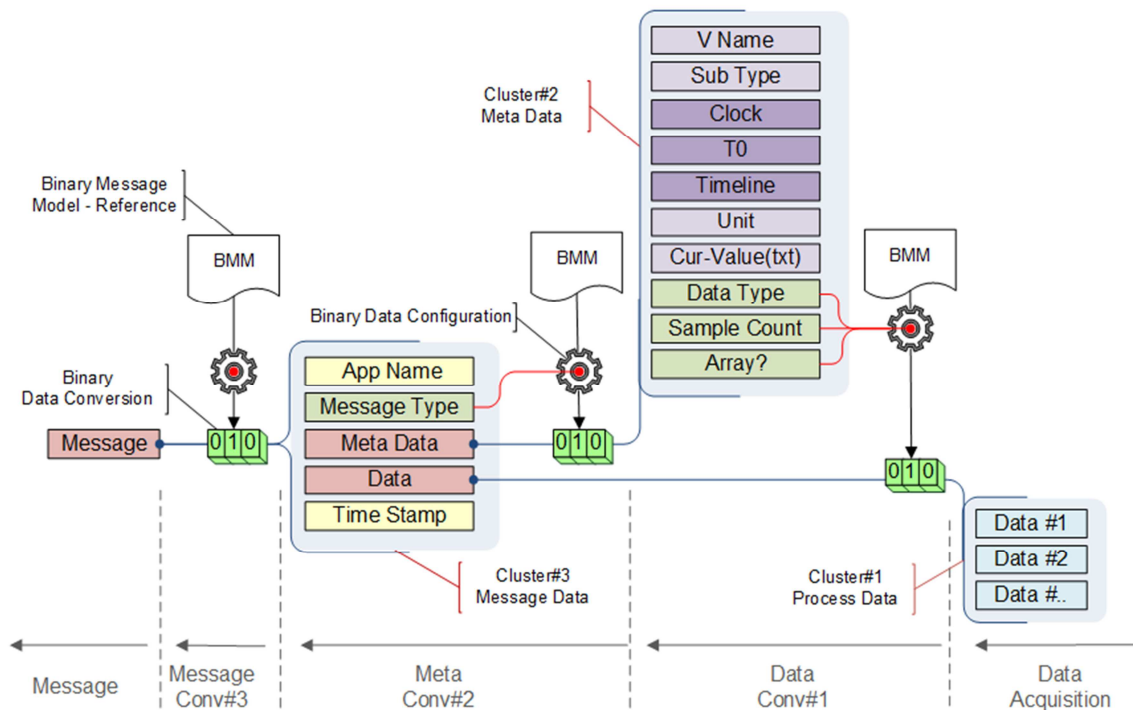 V Name
Sub Type
Clock
T0
Timeline
Unit
Cur-Value(txt)
Data Type
Sample Count
Array?
Cluster#2
Meta Data
Binary Message
Model - Reference
BMM
BMM
BMM
Binary Data Configuration
Binary
Data Conversion
App Name
Message Type
Meta Data
Data
Time Stamp
Message
010
010
010
Data #1
Data #2
Data #..
Cluster#3
Message Data
Cluster#1
Process Data
Message
Message
Conv#3
Meta
Conv#2
Data
Conv#1
Data
Acquisition